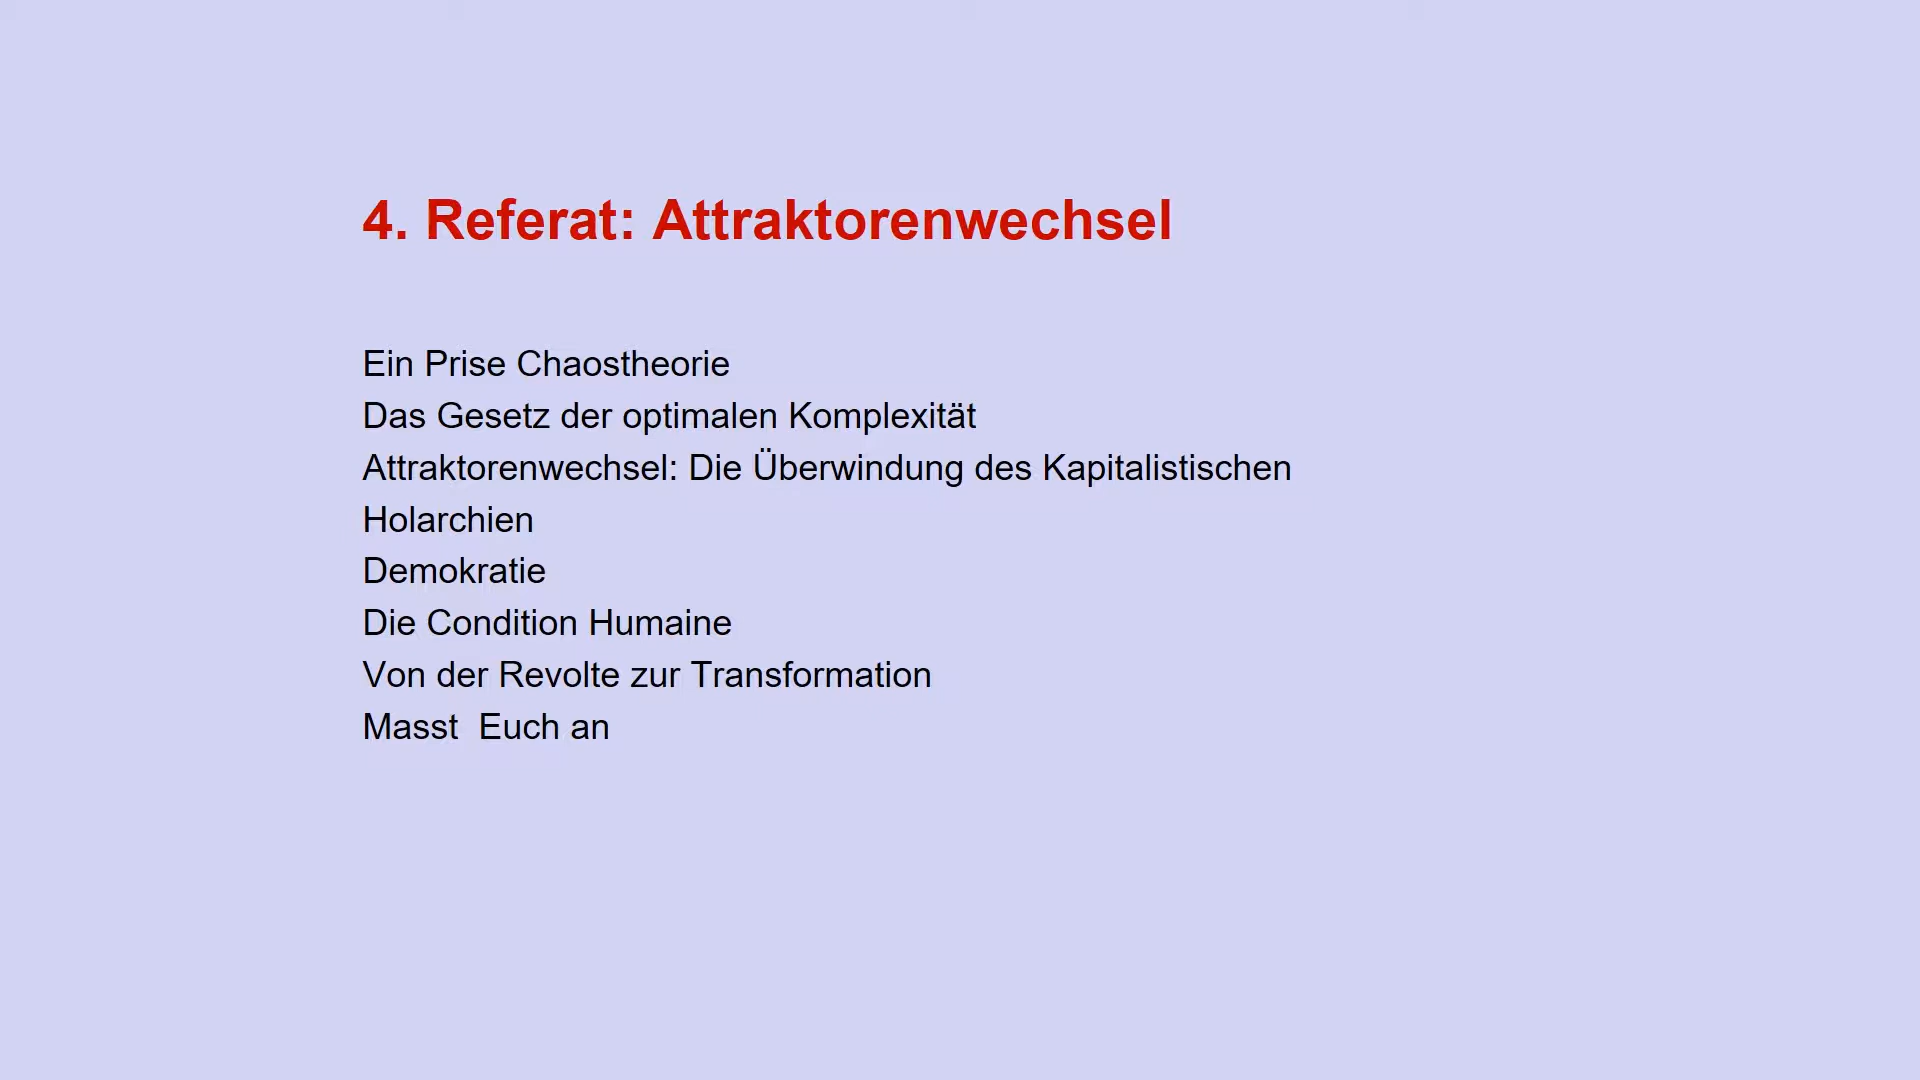 4. Referat: Attraktorenwechsel
Ein Prise Chaostheorie
Das Gesetz der optimalen Komplexität
Attraktorenwechsel: Die Überwindung des Kapitalistischen
Holarchien
Demokratie
Die Condition Humaine
Von der Revolte zur Transformation
Masst  Euch an